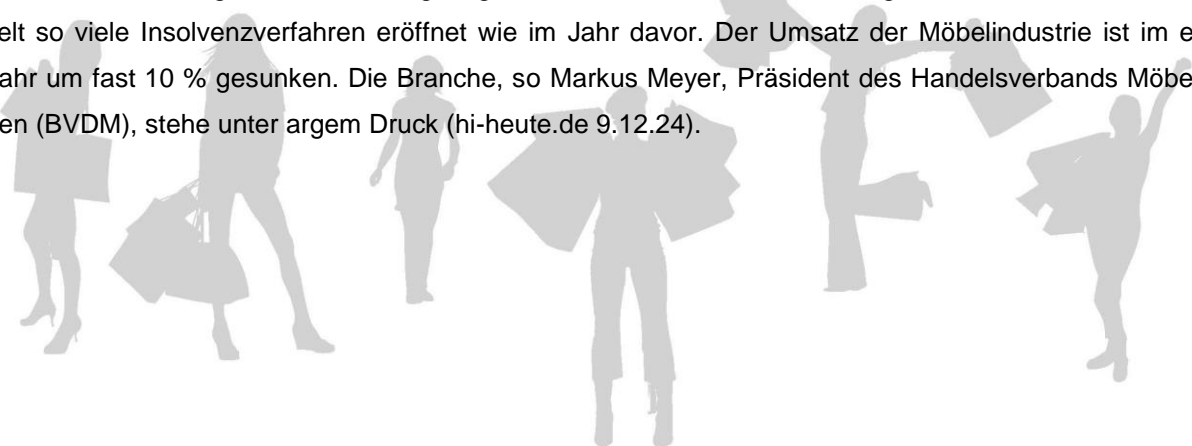 elt so viele Insolvenzverfahren eröffnet wie im Jahr davor. Der Umsatz der Möbelindustrie ist im e
ahr um fast 10 % gesunken. Die Branche, so Markus Meyer, Präsident des Handelsverbands Möbe
en (BVDM), stehe unter argem Druck (hi-heute.de 9.12.24).